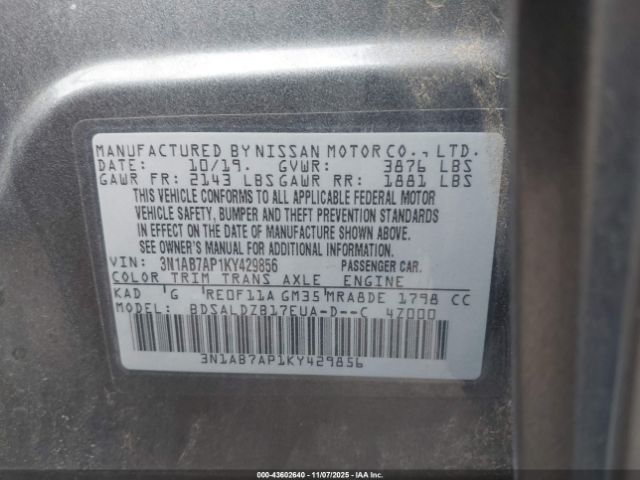 MANUFACTURED BY NISSAN MOTOR CO., LTD.
DATE: 10/19. GVWR: 3876 LBS
GAWR FR: 2143 LBS GAWR RR: 1881 LBS
THIS VEHICLE CONFORMS TO ALL APPLICABLE FEDERAL MOTOR
VEHICLE SAFETY, BUMPER AND THEFT PREVENTION STANDARDS
IN EFFECT ON THE DATE OF MANUFACTURE SHOWN ABOVE.
SEE OWNER'S MANUAL FOR ADDITIONAL INFORMATION.
VIN: 3N1AB7AP1KY429856 PASSENGER CAR.
COLOR TRIM TRANS AXLE ENGINE
KAD G RE0F11A GM35 MRA8DE 1798 CC
MODEL: BDSALDZB17EUA-D--C 4Z000
3N1AB7AP1KY429856
000-43602640 - 11/07/2025 - IAA, Inc.